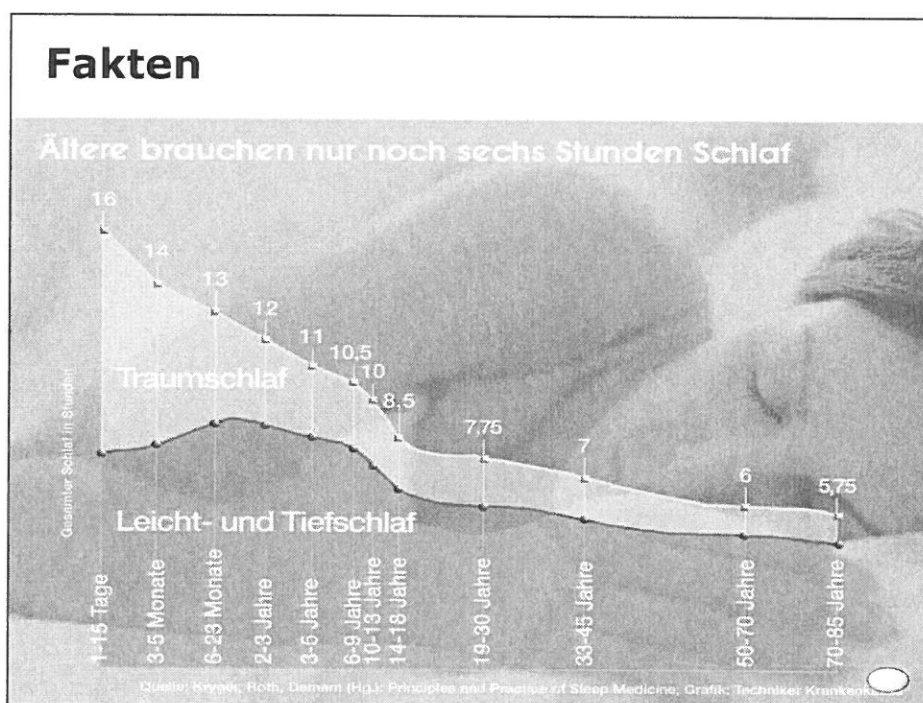 Fakten
Ältere brauchen nur noch sechs Stunden Schlaf
16
14
13
12
11
10,5
10
8,5
7,75
7
6
5,75
Traumschlaf
Leicht- und Tiefschlaf
Gesamter Schlaf in Stunden
1-15 Tage
3-5 Monate
6-23 Monate
2-3 Jahre
3-5 Jahre
6-9 Jahre
10-13 Jahre
14-18 Jahre
19-30 Jahre
33-45 Jahre
50-70 Jahre
70-85 Jahre
Quelle: Kryger, Roth, Dement (Hg.): Principles and Practice of Sleep Medicine; Grafik: Techniker